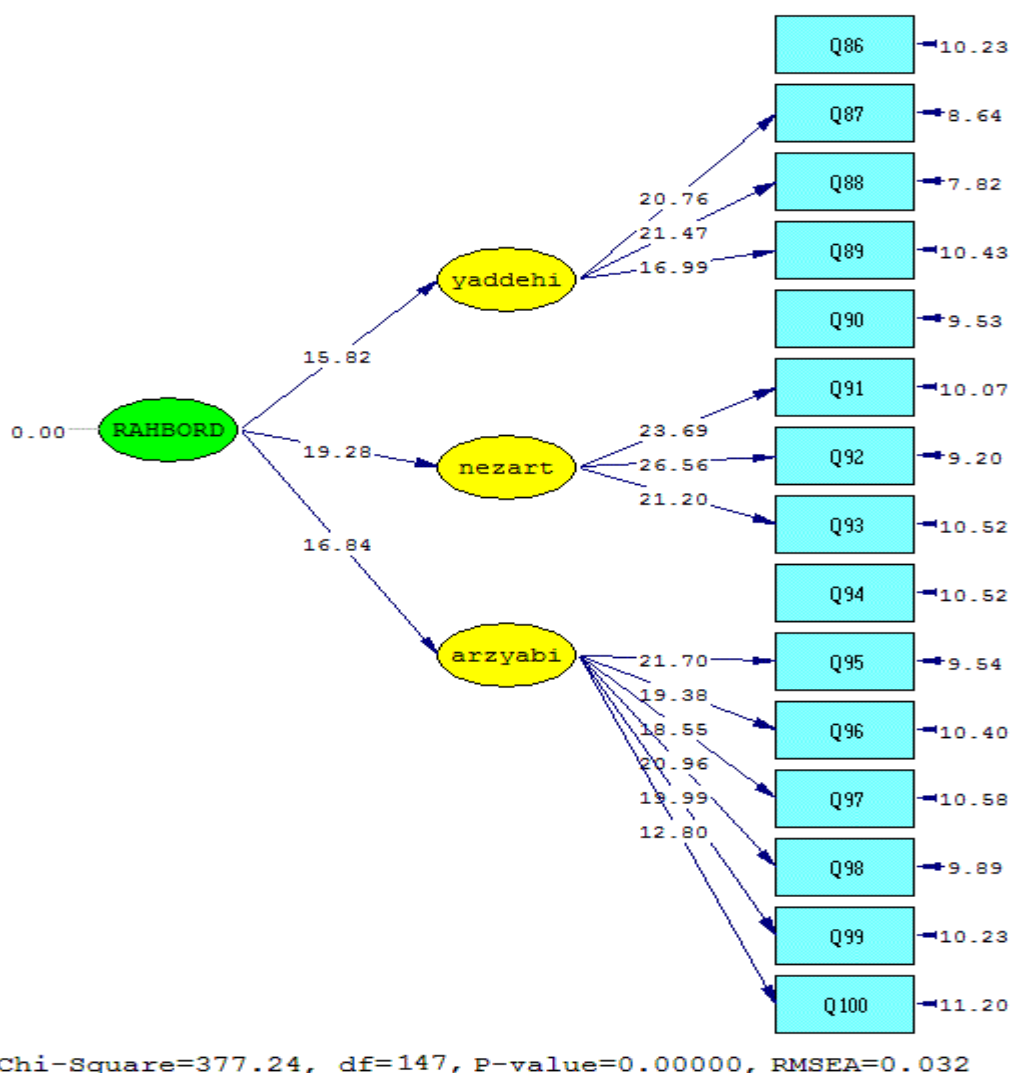 Q86 10.23
Q87 8.64
Q88 7.82
20.76
21.47
16.99
Q89 10.43
yaddehi
Q90 9.53
15.82
Q91 10.07
0.00 RAHBORD
23.69
19.28
nezart
26.56
Q92 9.20
21.20
Q93 10.52
16.84
Q94 10.52
arzyabi
21.70
Q95 9.54
19.38
18.55
Q96 10.40
20.96
19.99
Q97 10.58
12.80
Q98 9.89
Q99 10.23
Q100 11.20
Chi-Square=377.24, df=147, P-value=0.00000, RMSEA=0.032